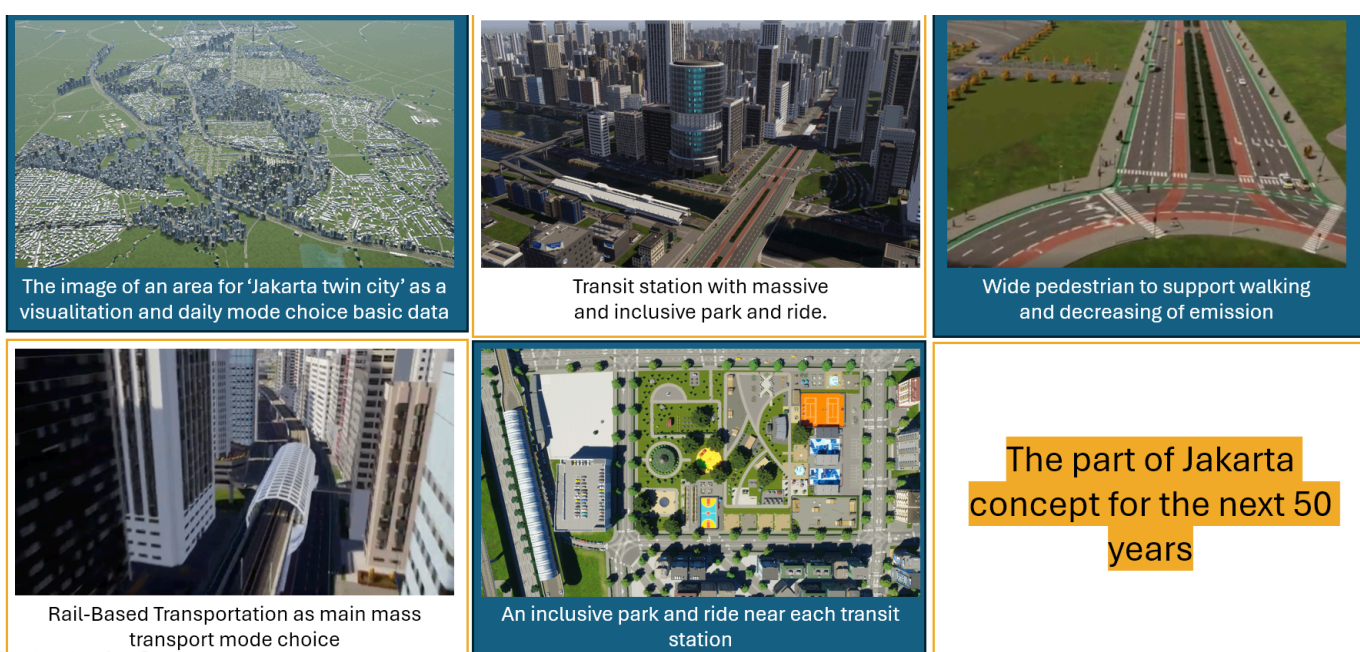 The image of an area for ‘Jakarta twin city’ as a
visualitation and daily mode choice basic data
Transit station with massive
and inclusive park and ride.
Wide pedestrian to support walking
and decreasing of emission
Rail-Based Transportation as main mass
transport mode choice
An inclusive park and ride near each transit
station
The part of Jakarta
concept for the next 50
years